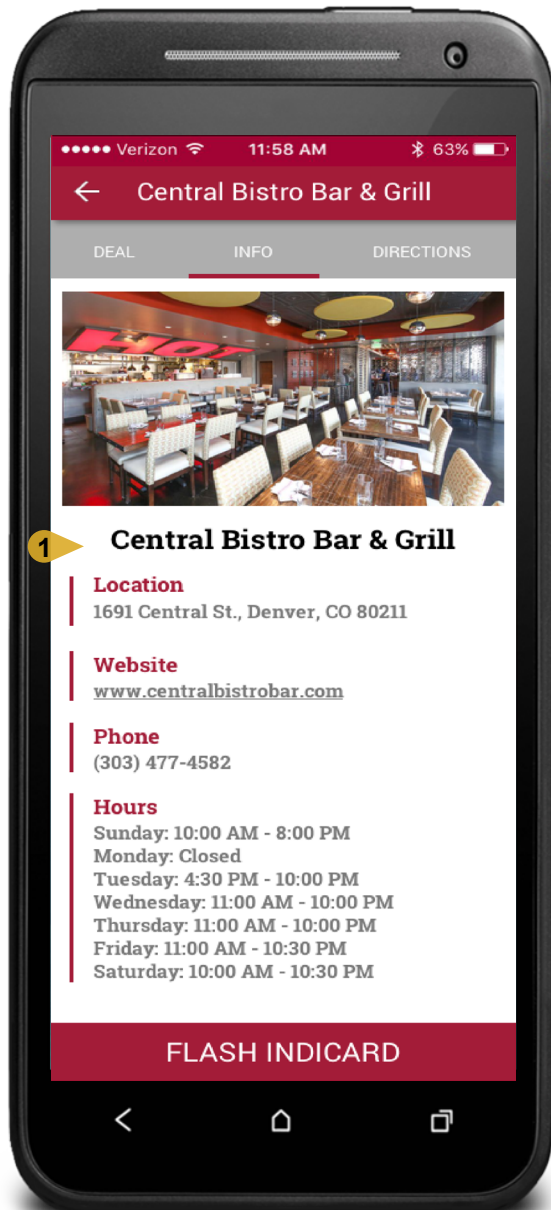 Verizon 11:58 AM 63%
Central Bistro Bar & Grill
DEAL INFO DIRECTIONS
HOT
1
Central Bistro Bar & Grill
Location
1691 Central St., Denver, CO 80211
Website
www.centralbistrobar.com
Phone
(303) 477-4582
Hours
Sunday: 10:00 AM - 8:00 PM
Monday: Closed
Tuesday: 4:30 PM - 10:00 PM
Wednesday: 11:00 AM - 10:00 PM
Thursday: 11:00 AM - 10:00 PM
Friday: 11:00 AM - 10:30 PM
Saturday: 10:00 AM - 10:30 PM
FLASH INDICARD